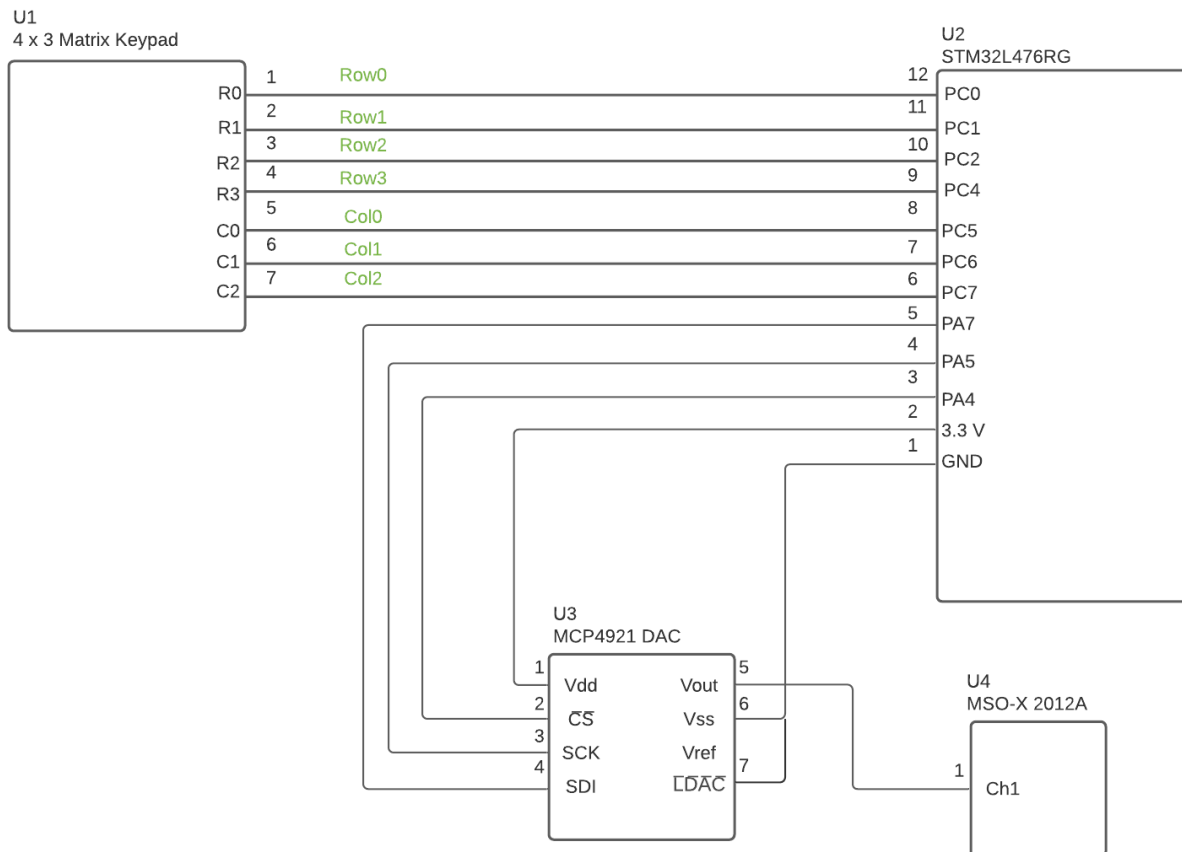 U1
4 x 3 Matrix Keypad
R0
R1
R2
R3
C0
C1
C2
1
2
3
4
5
6
7
Row0
Row1
Row2
Row3
Col0
Col1
Col2
U2
STM32L476RG
12
11
10
9
8
7
6
5
4
3
2
1
PC0
PC1
PC2
PC4
PC5
PC6
PC7
PA7
PA5
PA4
3.3 V
GND
U3
MCP4921 DAC
1
2
3
4
Vdd
CS
SCK
SDI
Vout
Vss
Vref
LDAC
5
6
7
U4
MSO-X 2012A
1
Ch1